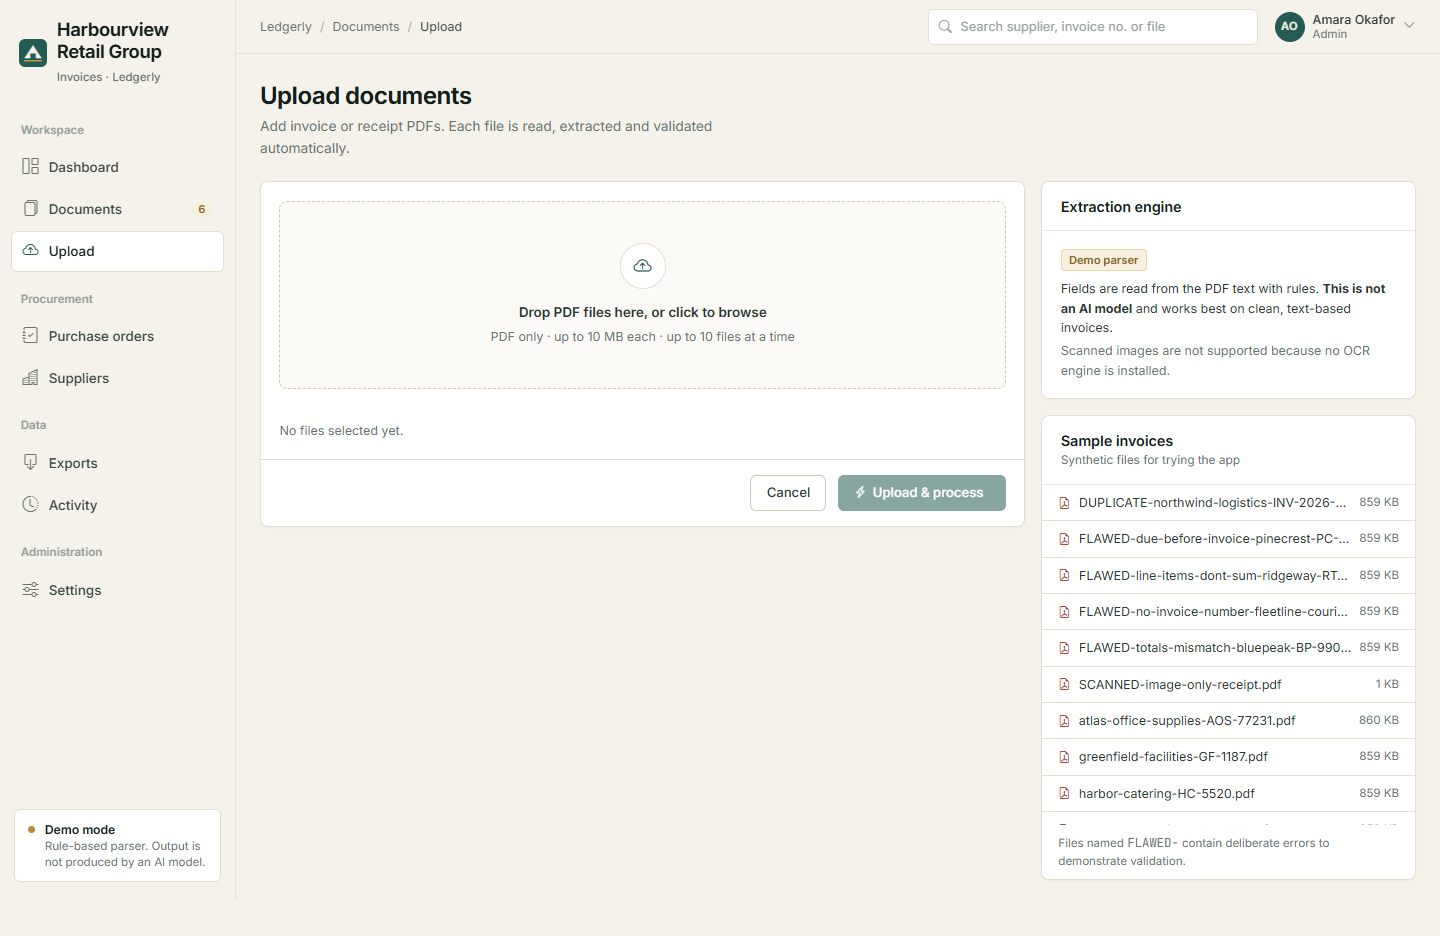 Harbourview
Retail Group
Invoices · Ledgerly
Workspace
Dashboard
Documents 6
Upload
Procurement
Purchase orders
Suppliers
Data
Exports
Activity
Administration
Settings
Demo mode
Rule-based parser. Output is
not produced by an AI model.
Ledgerly / Documents / Upload
Search supplier, invoice no. or file
AO
Amara Okafor
Admin
Upload documents
Add invoice or receipt PDFs. Each file is read, extracted and validated
automatically.
Drop PDF files here, or click to browse
PDF only · up to 10 MB each · up to 10 files at a time
No files selected yet.
Cancel
Upload & process
Extraction engine
Demo parser
Fields are read from the PDF text with rules. This is not
an AI model and works best on clean, text-based
invoices.
Scanned images are not supported because no OCR
engine is installed.
Sample invoices
Synthetic files for trying the app
DUPLICATE-northwind-logistics-INV-2026-... 859 KB
FLAWED-due-before-invoice-pinecrest-PC-... 859 KB
FLAWED-line-items-dont-sum-ridgeway-RT... 859 KB
FLAWED-no-invoice-number-fleetline-couri... 859 KB
FLAWED-totals-mismatch-bluepeak-BP-990... 859 KB
SCANNED-image-only-receipt.pdf 1 KB
atlas-office-supplies-AOS-77231.pdf 860 KB
greenfield-facilities-GF-1187.pdf 859 KB
harbor-catering-HC-5520.pdf 859 KB
Files named FLAWED- contain deliberate errors to
demonstrate validation.